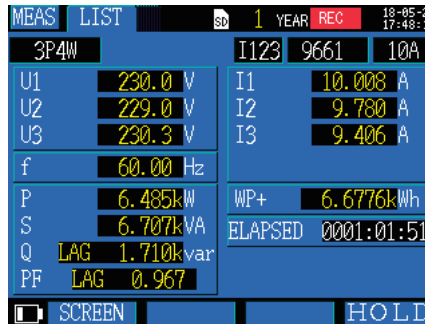 MEAS LIST SD 1 YEAR REC 18-05-
17:48:
3P4W I123 9661 10A
U1 230.0 V I1 10.008 A
U2 229.0 V I2 9.780 A
U3 230.3 V I3 9.406 A
f 60.00 Hz
P 6.485kW WP+ 6.6776kWh
S 6.707kVA ELAPSED 0001:01:51
Q LAG 1.710kvar
PF LAG 0.967
SCREEN HOLD